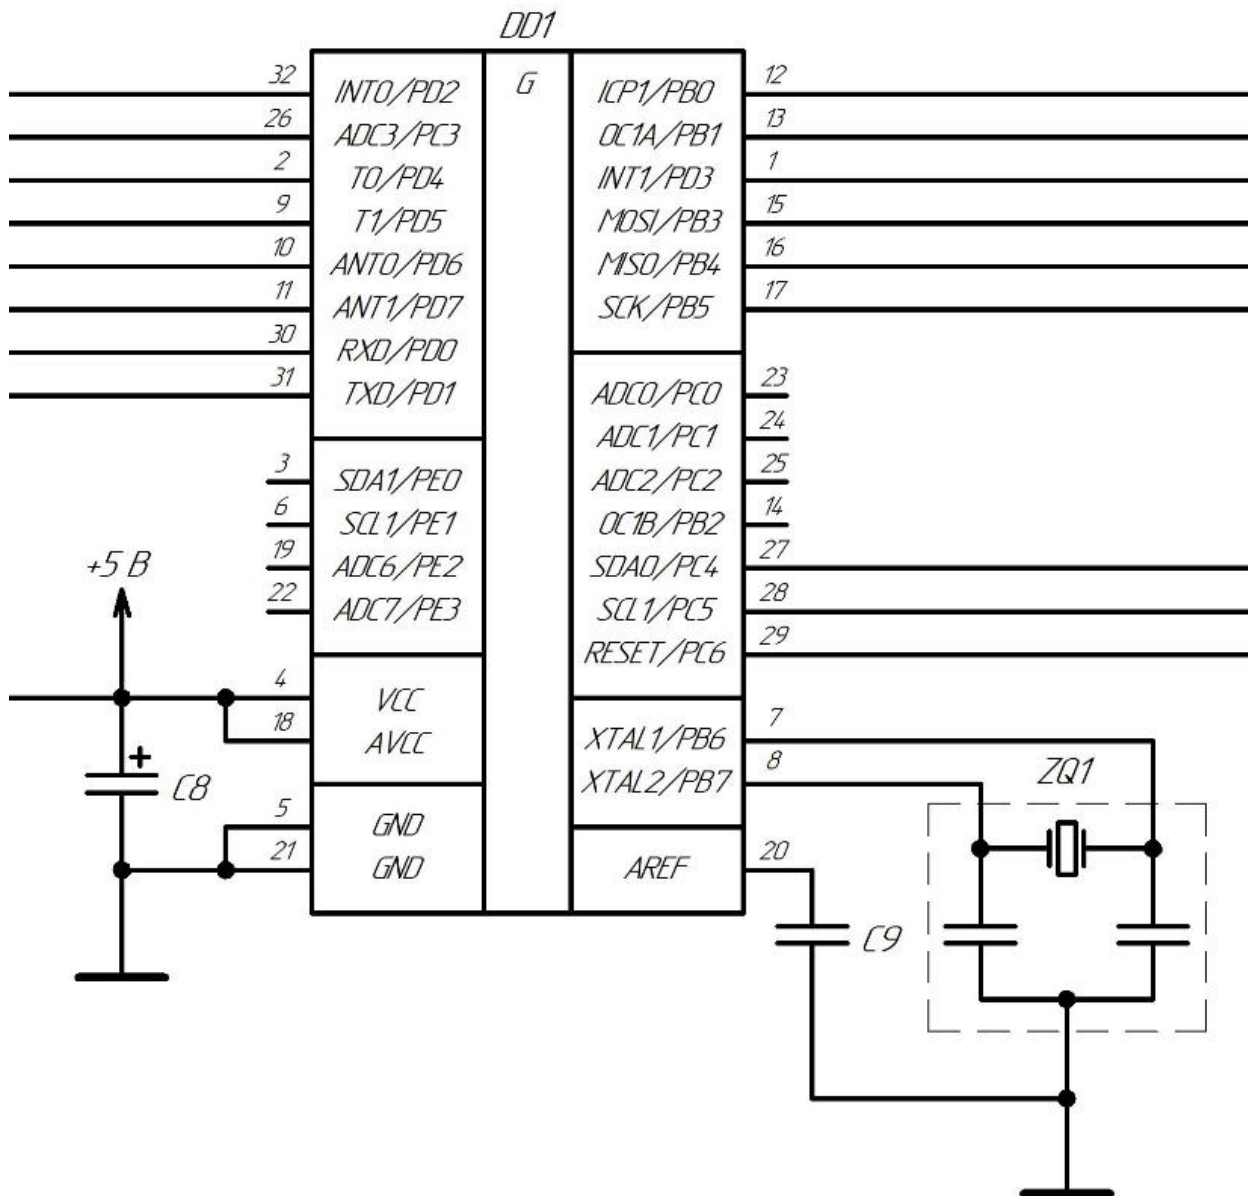 DD1
G
32 INT0/PD2
26 ADC3/PC3
2 T0/PD4
9 T1/PD5
10 ANT0/PD6
11 ANT1/PD7
30 RXD/PD0
31 TXD/PD1
3 SDA1/PE0
6 SCL1/PE1
19 ADC6/PE2
22 ADC7/PE3
4 VCC
18 AVCC
5 GND
21 GND
+5 В
+
C8
ICP1/PB0 12
OC1A/PB1 13
INT1/PD3 1
MOSI/PB3 15
MISO/PB4 16
SCK/PB5 17
ADC0/PC0 23
ADC1/PC1 24
ADC2/PC2 25
OC1B/PB2 14
SDA0/PC4 27
SCL1/PC5 28
RESET/PC6 29
XTAL1/PB6 7
XTAL2/PB7 8
AREF 20
ZQ1
C9